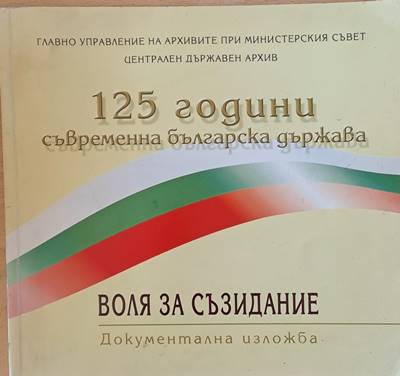 ГЛАВНО УПРАВЛЕНИЕ НА АРХИВИТЕ ПРИ МИНИСТЕРСКИЯ СЪВЕТ
ЦЕНТРАЛЕН ДЪРЖАВЕН АРХИВ
125 години
съвременна българска държава
ВОЛЯ ЗА СЪЗИДАНИЕ
Документална изложба